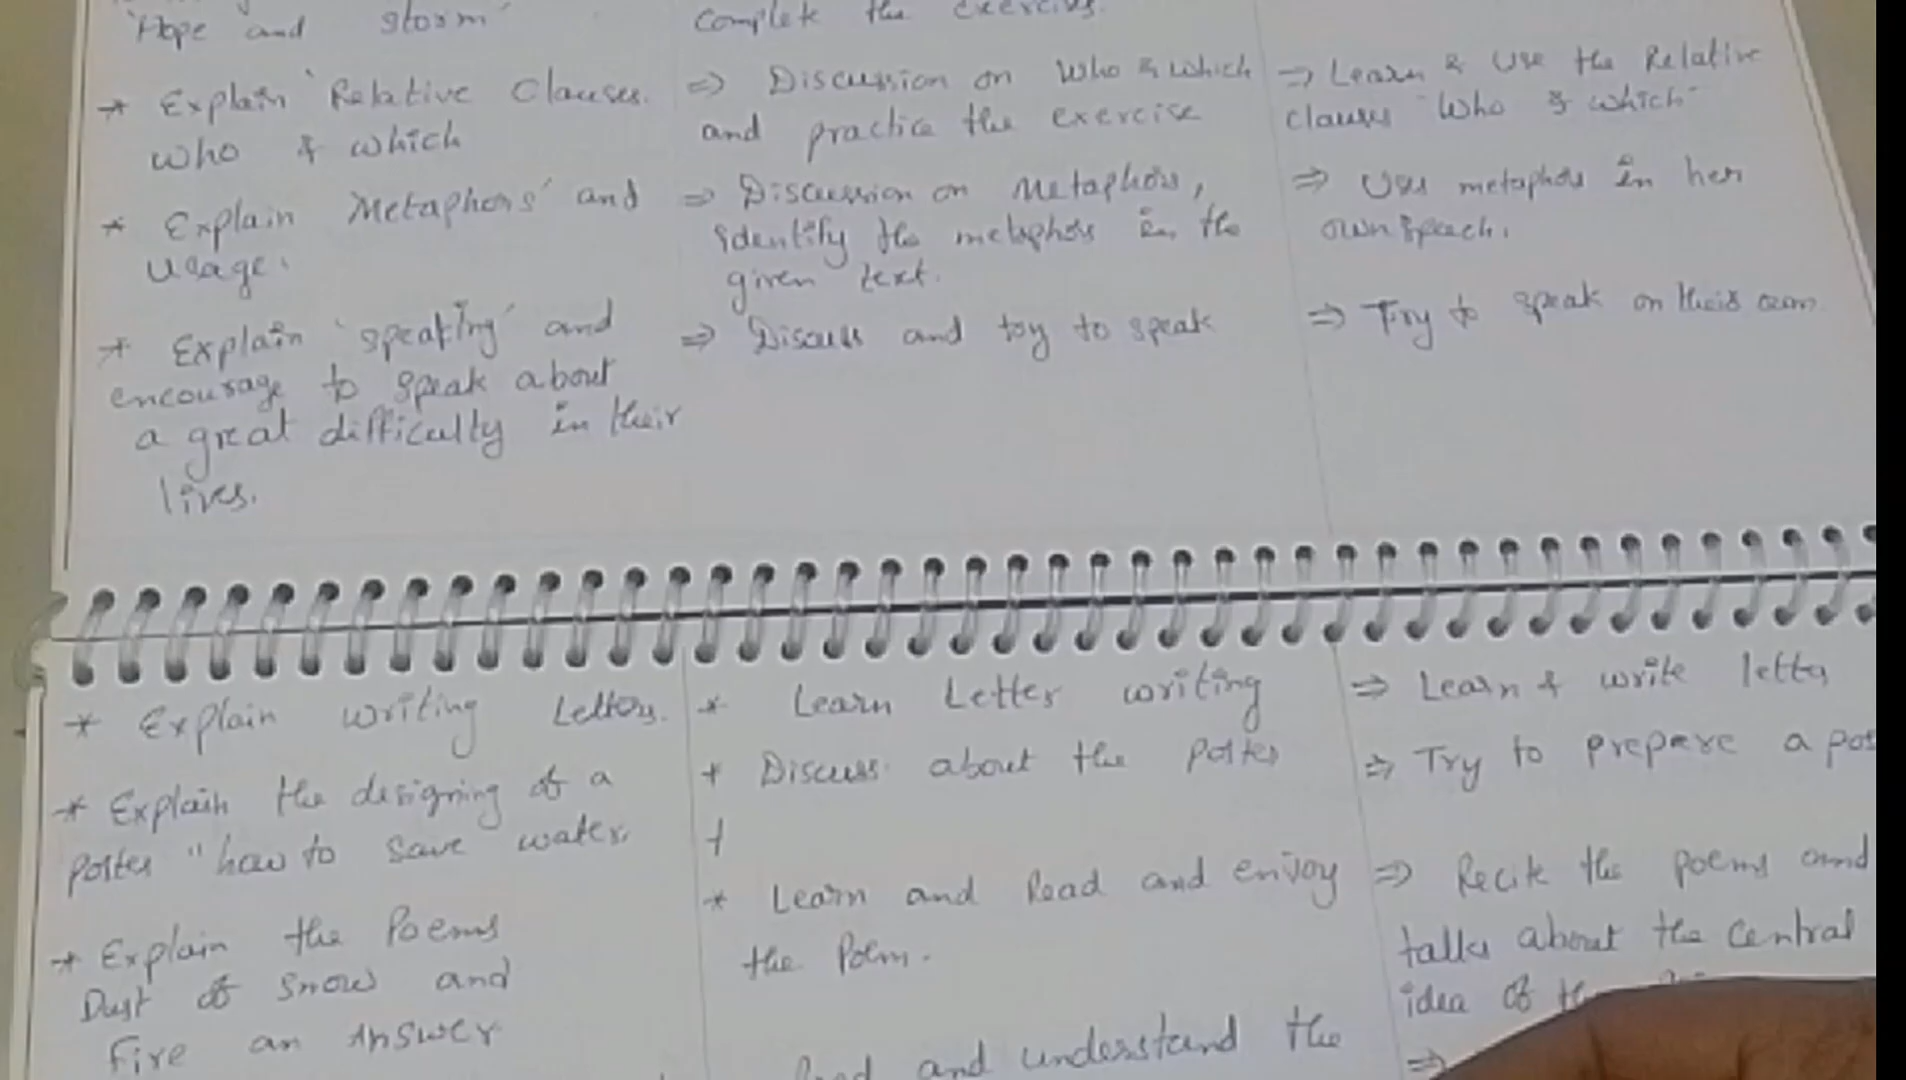 'Hope and storm'
* Explain 'Relative Clauses.
who & which
* Explain Metaphors' and
usage.
* Explain 'speaking' and
encourage to speak about
a great difficulty in their
lives.
Complete the exercises.
⇒ Discussion on who & which
and practice the exercise
⇒ Discussion on Metaphors,
identify the metaphors in the
given text.
⇒ Discuss and try to speak
⇒ Learn & Use the Relative
clauses "Who & which"
⇒ Uses metaphors in her
own speech.
⇒ Try to speak on their own
* Explain writing Letters.
* Explain the designing of a
Poster "how to save water.
* Explain the Poems
Dust of snow and
Fire an Answer
* Learn Letter writing
+ Discuss about the poster
+
* Learn and Read and enjoy
the Poem.
and understand the
⇒ Learn & write letter
⇒ Try to prepare a pos
⇒ Recite the poems and
talks about the central
idea of
⇒